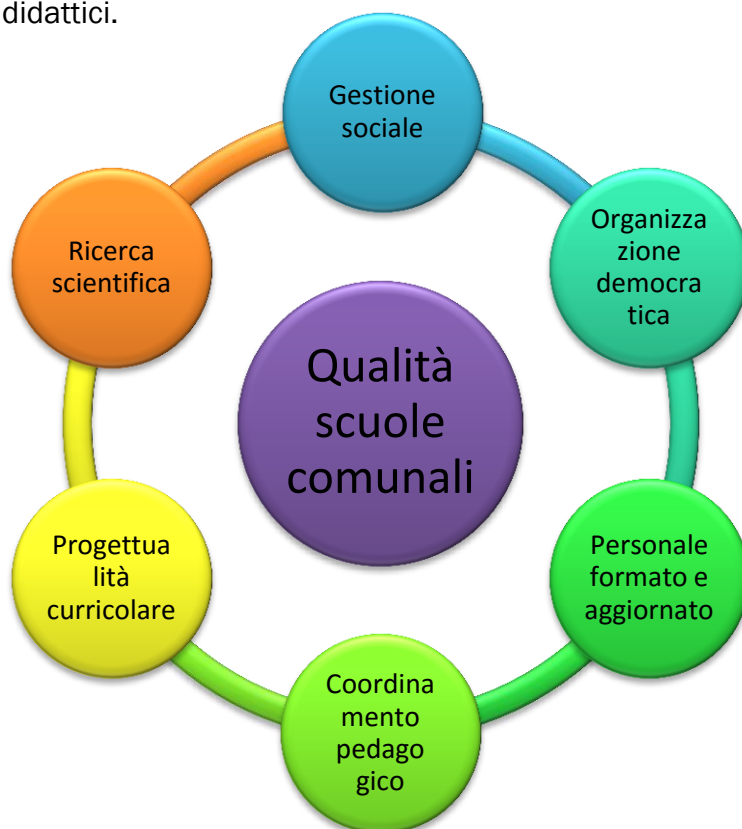 didattici.
Gestione
sociale
Organizza
zione
democra
tica
Personale
formato e
aggiornato
Coordina
mento
pedago
gico
Progettua
lità
curricolare
Ricerca
scientifica
Qualità
scuole
comunali